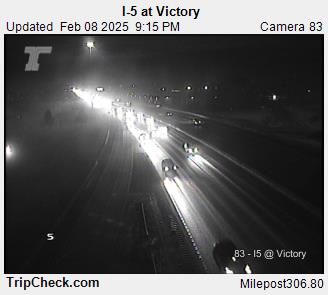 I-5 at Victory
Updated Feb 08 2025 9:15 PM Camera 83
T
S
83 - I5 @ Victory
TripCheck.com Milepost306.80